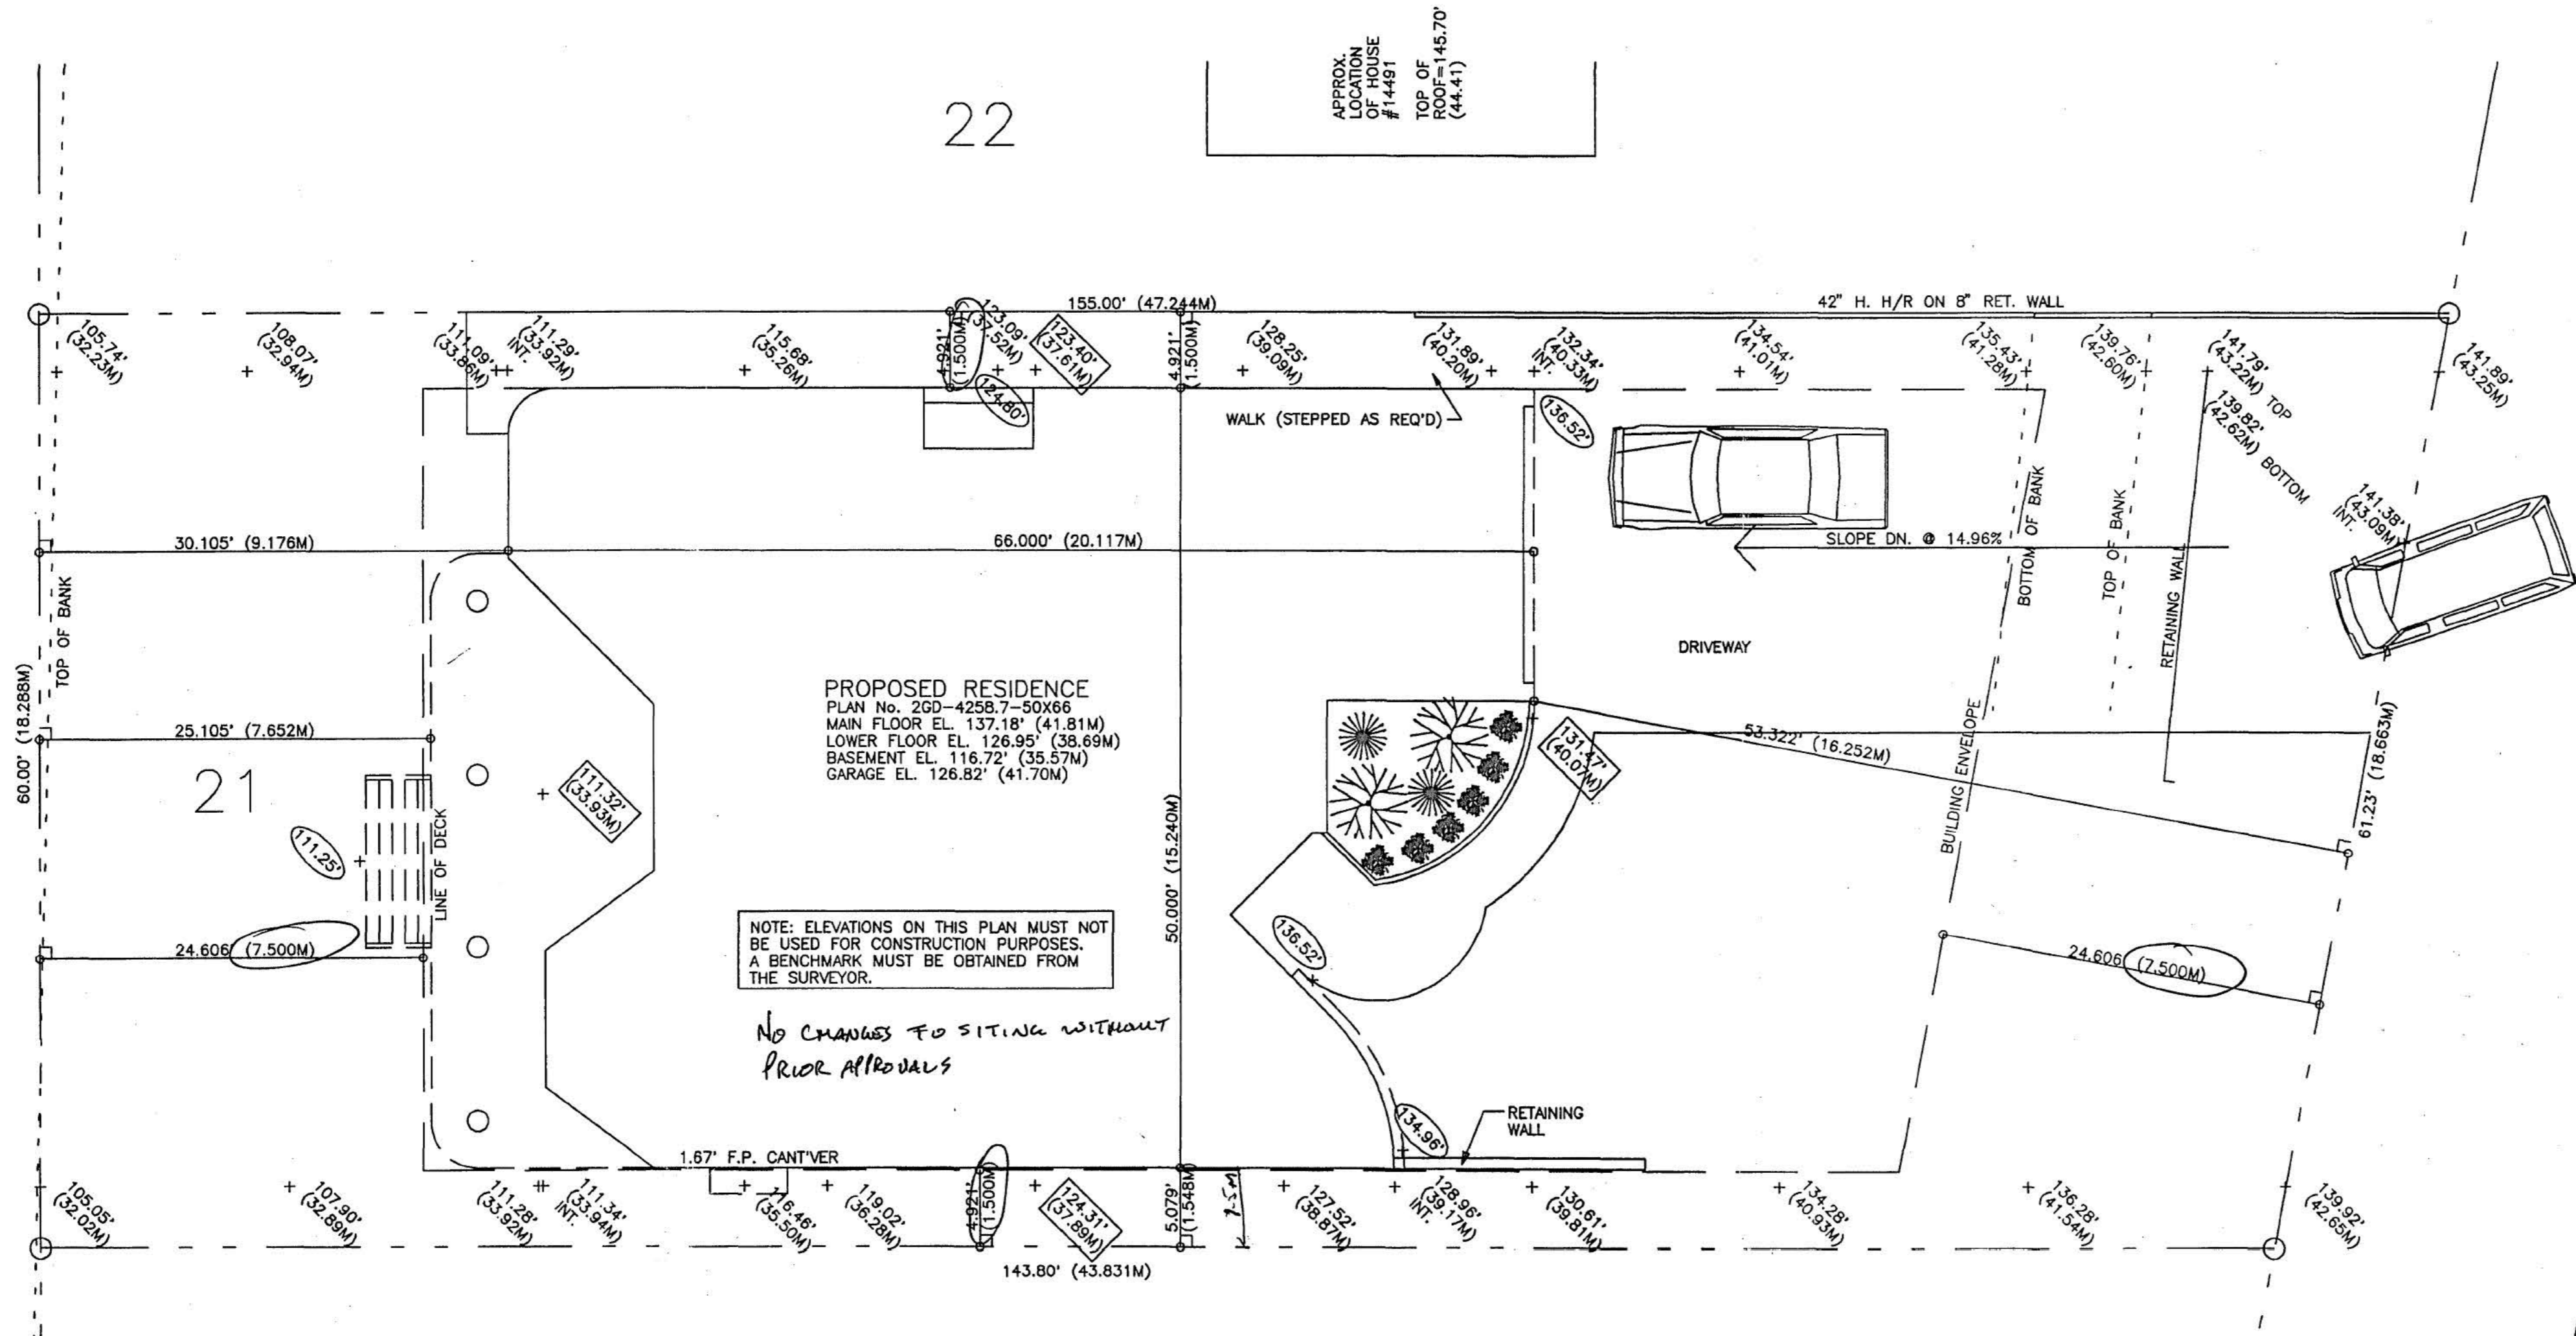 APPROX.
LOCATION
OF HOUSE
#14491
TOP OF
ROOF=145.70'
(44.41)
22
155.00' (47.244M)
42" H. H/R ON 8" RET. WALL
105.74'
(32.23M)
108.07'
(32.94M)
111.09'
(33.86M)
111.29'
(33.92M)
INT.
115.68'
(35.26M)
4.921'
(1.500M)
123.09'
(37.52M)
123.40'
(37.61M)
124.80'
4.921'
(1.500M)
128.25'
(39.09M)
131.89'
(40.20M)
132.34'
(40.33M)
INT.
134.54'
(41.01M)
135.43'
(41.28M)
139.76'
(42.60M)
141.79'
(43.22M) TOP
139.82'
(42.62M) BOTTOM
141.89'
(43.25M)
WALK (STEPPED AS REQ'D)
136.52'
141.38'
(43.09M)
INT.
30.105' (9.176M)
66.000' (20.117M)
SLOPE DN. @ 14.96%
BOTTOM OF BANK
TOP OF BANK
RETAINING WALL
TOP OF BANK
60.00' (18.288M)
DRIVEWAY
PROPOSED RESIDENCE
PLAN No. 2GD-4258.7-50X66
MAIN FLOOR EL. 137.18' (41.81M)
LOWER FLOOR EL. 126.95' (38.69M)
BASEMENT EL. 116.72' (35.57M)
GARAGE EL. 126.82' (41.70M)
25.105' (7.652M)
21
111.32'
(33.93M)
131.47'
(40.07M)
53.322' (16.252M)
61.23' (18.663M)
BUILDING ENVELOPE
111.25'
LINE OF DECK
50.000' (15.240M)
24.606' (7.500M)
NOTE: ELEVATIONS ON THIS PLAN MUST NOT
BE USED FOR CONSTRUCTION PURPOSES.
A BENCHMARK MUST BE OBTAINED FROM
THE SURVEYOR.
136.52'
24.606' (7.500M)
NO CHANGES TO SITING WITHOUT
PRIOR APPROVALS
134.96'
RETAINING
WALL
1.67' F.P. CANT'VER
105.05'
(32.02M)
107.90'
(32.89M)
111.28'
(33.92M)
111.34'
(33.94M)
INT.
116.46'
(35.50M)
119.02'
(36.28M)
4.921'
(1.500M)
124.31'
(37.89M)
5.079'
(1.548M)
1.5M
127.52'
(38.87M)
128.96'
(39.17M)
INT.
130.61'
(39.81M)
134.28'
(40.93M)
136.28'
(41.54M)
139.92'
(42.65M)
143.80' (43.831M)